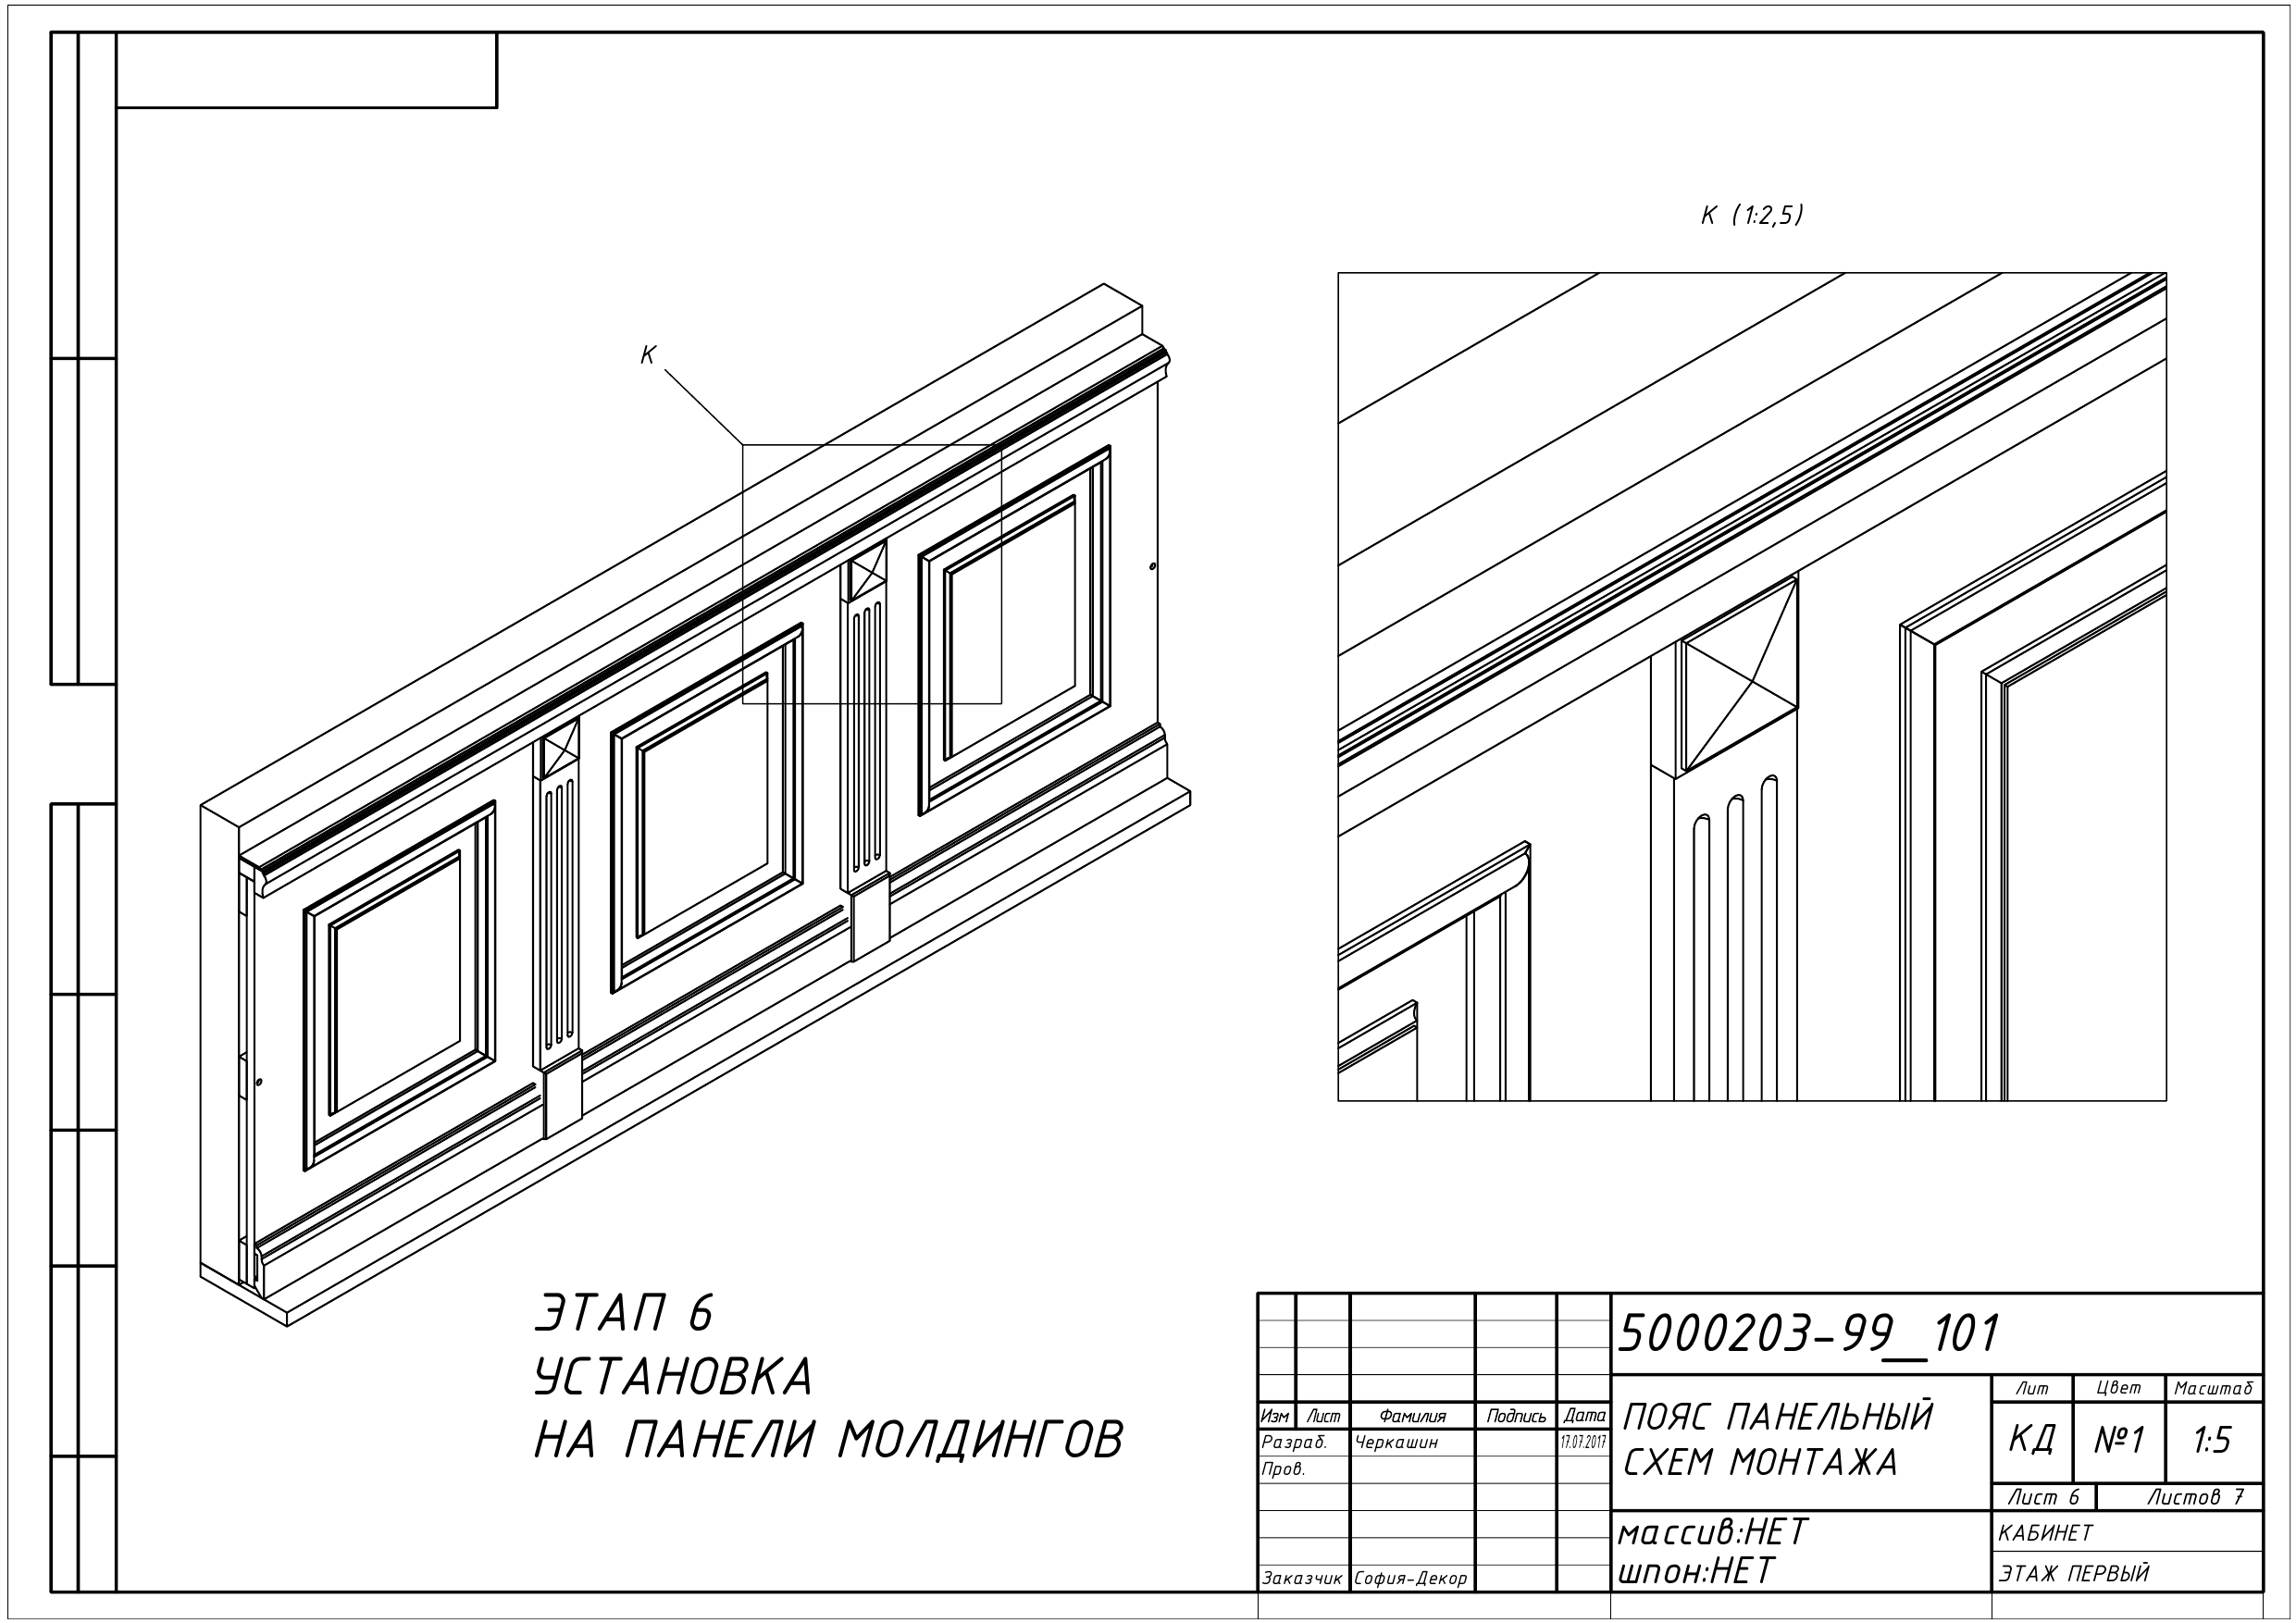 К (1:2,5)
К
ЭТАП 6
УСТАНОВКА
НА ПАНЕЛИ МОЛДИНГОВ
5000203-99_101
ПОЯС ПАНЕЛЬНЫЙ
СХЕМ МОНТАЖА
Лит Цвет Масштаб
КД №1 1:5
Лист 6 Листов 7
Изм Лист Фамилия Подпись Дата
Разраб. Черкашин 17.07.2017
Пров.
Заказчик София-Декор
массив:НЕТ
шпон:НЕТ
КАБИНЕТ
ЭТАЖ ПЕРВЫЙ